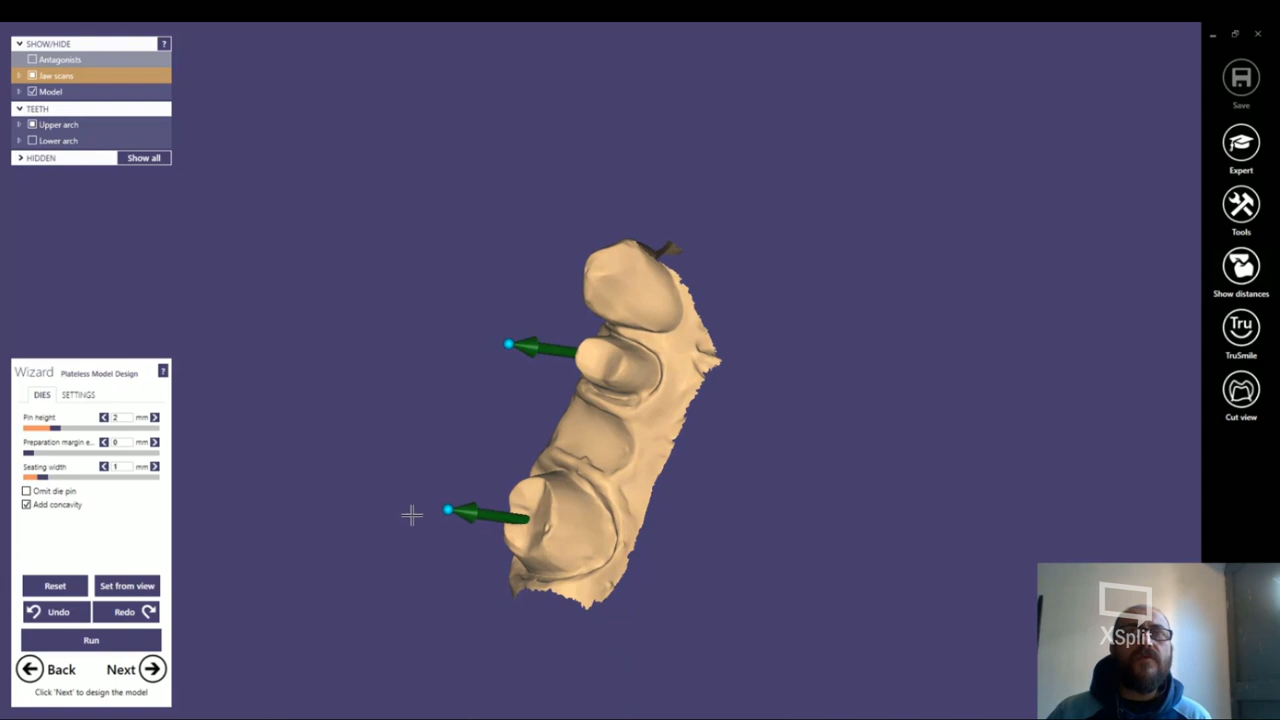 SHOW/HIDE ?
Antagonists
Jaw scans
Model
TEETH
Upper arch
Lower arch
HIDDEN Show all
Save
Expert
Tools
Show distances
Tru
TruSmile
Cut view
Wizard Plateless Model Design ?
DIES SETTINGS
Pin height 2 mm
Preparation margin e... 0 mm
Seating width 1 mm
Omit die pin
Add concavity
Reset Set from view
Undo Redo
Run
Back Next
Click 'Next' to design the model
XSplit